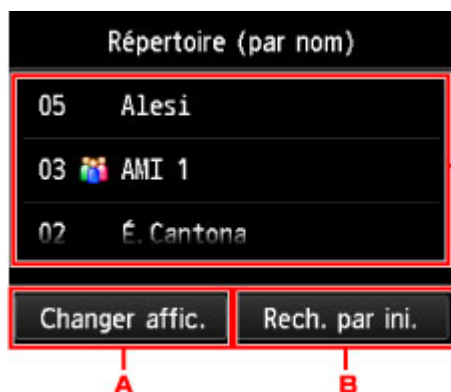 Répertoire (par nom)
05 Alesi
03 AMI 1
02 É.Cantona
Changer affic. Rech. par ini.
A B